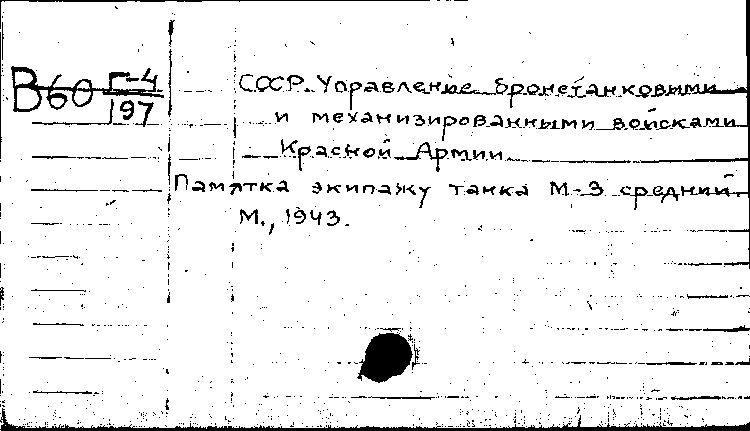 В60 Г-4/197
СССР. Управление бронетанковыми
и механизированными войсками
Красной Армии.
Памятка экипажу танка М-3 средний.
М., 1943.